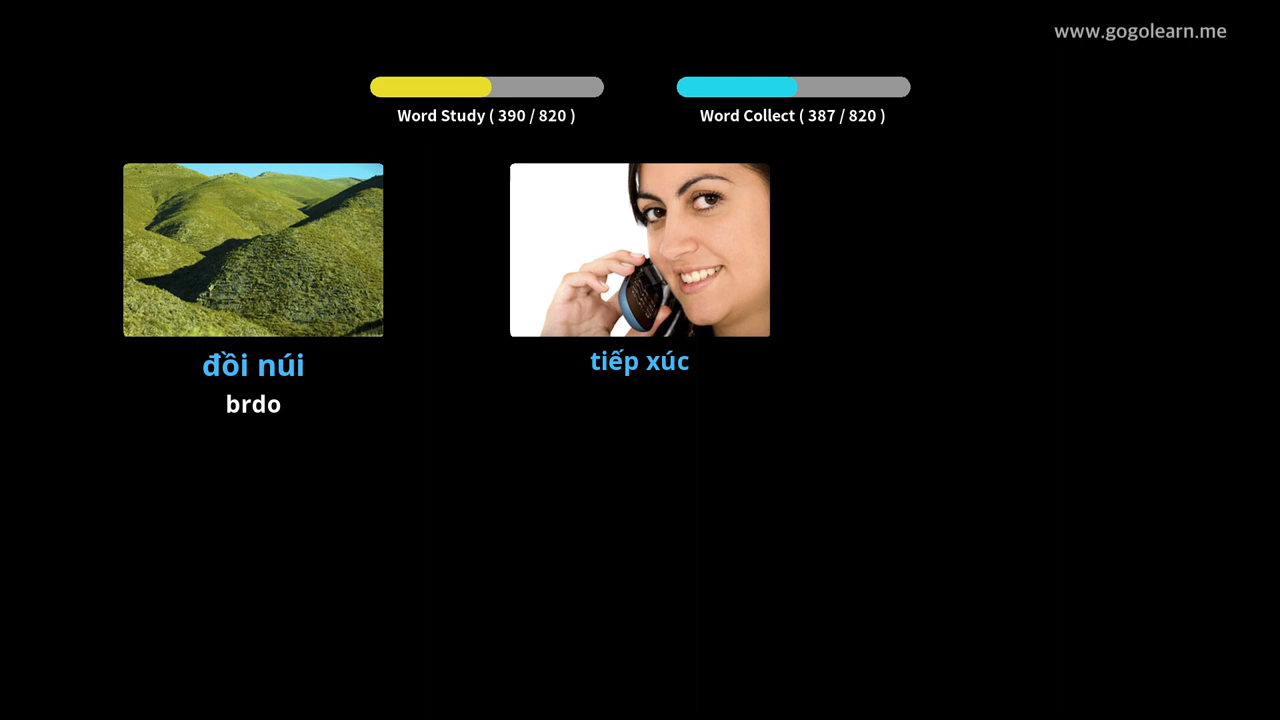 www.gogolearn.me
Word Study ( 390 / 820 )
Word Collect ( 387 / 820 )
đồi núi
brdo
tiếp xúc